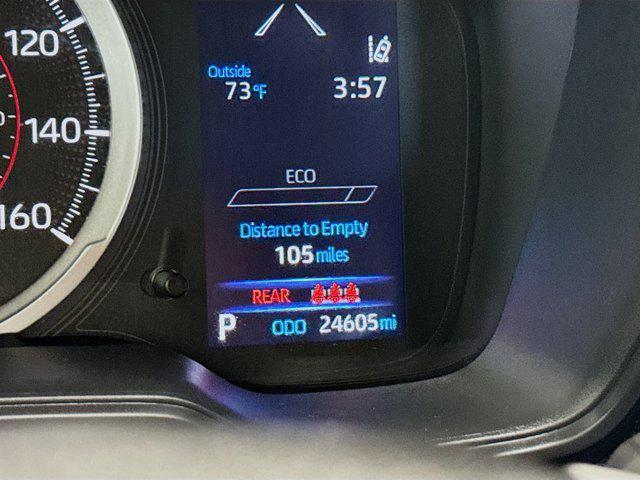 120
140
160
Outside
73°F
3:57
ECO
Distance to Empty
105 miles
REAR
P ODO 24605 mi